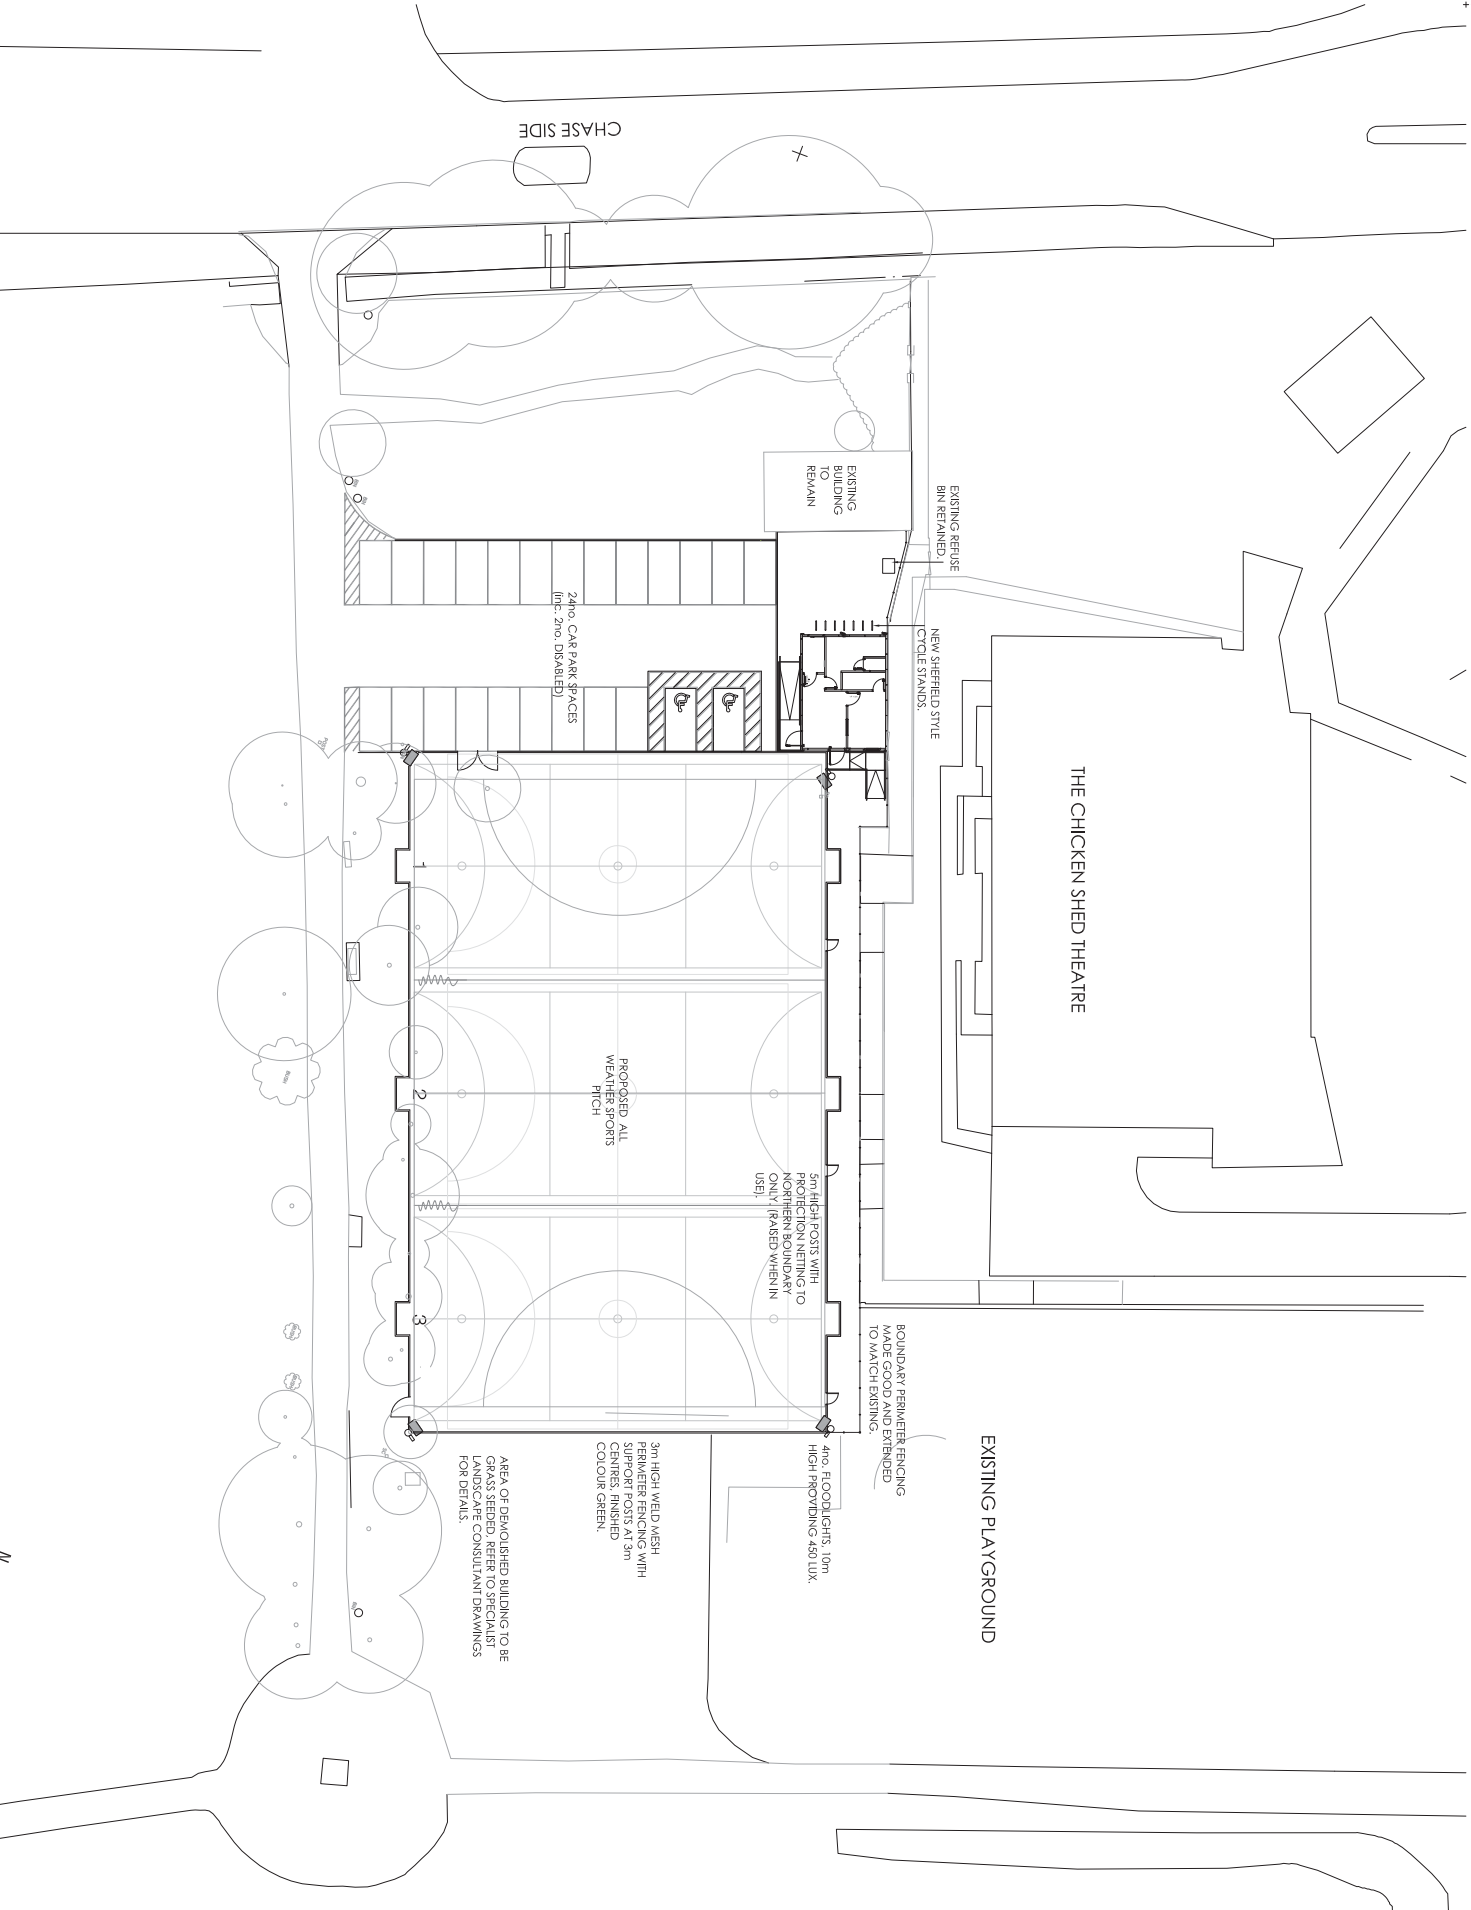 CHASE SIDE
EXISTING
BUILDING
TO
REMAIN
EXISTING REFUSE
BIN RETAINED.
NEW SHEFFIELD STYLE
CYCLE STANDS.
24no. CAR PARK SPACES
(inc. 2no. DISABLED)
THE CHICKEN SHED THEATRE
1
2
3
PROPOSED ALL
WEATHER SPORTS
PITCH
5m HIGH POSTS WITH
PROTECTION NETTING TO
NORTHERN BOUNDARY
ONLY. (RAISED WHEN IN
USE).
BOUNDARY PERIMETER FENCING
MADE GOOD AND EXTENDED
TO MATCH EXISTING.
EXISTING PLAYGROUND
4no. FLOODLIGHTS, 10m
HIGH PROVIDING 450 LUX.
3m HIGH WELD MESH
PERIMETER FENCING WITH
SUPPORT POSTS AT 3m
CENTRES, FINISHED
COLOUR GREEN.
AREA OF DEMOLISHED BUILDING TO BE
GRASS SEEDED, REFER TO SPECIALIST
LANDSCAPE CONSULTANT DRAWINGS
FOR DETAILS.